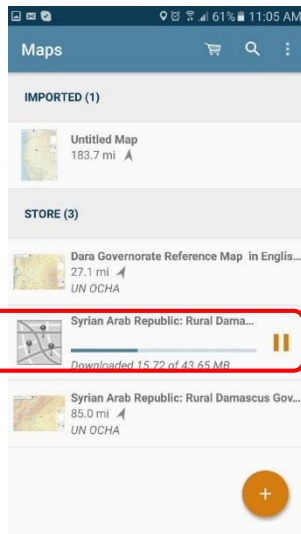 61% 11:05 AM
Maps
IMPORTED (1)
Untitled Map
183.7 mi
STORE (3)
Dara Governorate Reference Map in Englis...
27.1 mi
UN OCHA
Syrian Arab Republic: Rural Dama...
Downloaded 15.72 of 43.65 MB
Syrian Arab Republic: Rural Damascus Gov...
85.0 mi
UN OCHA
+